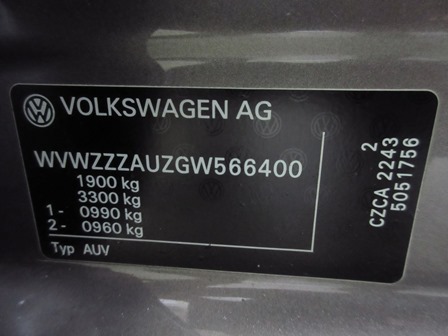 VOLKSWAGEN AG
WVWZZZAUZGW566400
1900 kg
3300 kg
1 - 0990 kg
2 - 0960 kg
Typ AUV
2
CZCA 2243
5051756